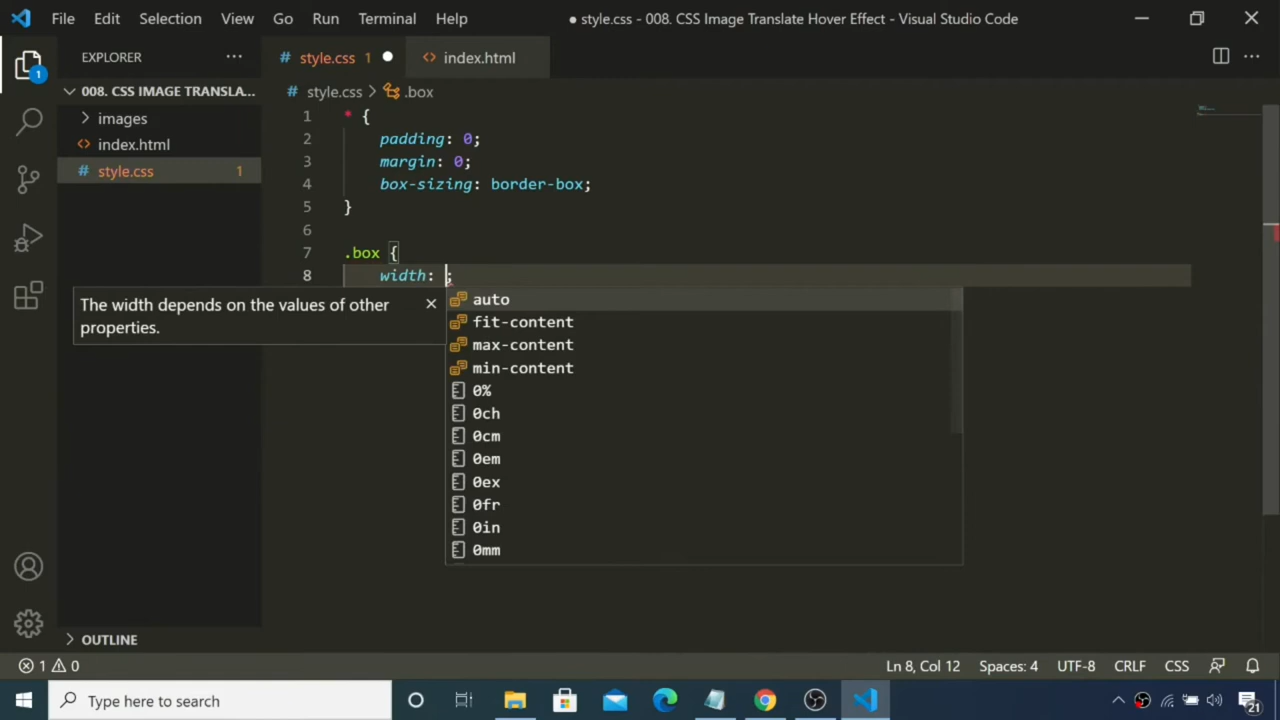 File Edit Selection View Go Run Terminal Help
● style.css - 008. CSS Image Translate Hover Effect - Visual Studio Code
EXPLORER ···
1
# style.css 1 ●
<> index.html
008. CSS IMAGE TRANSLA...
# style.css > .box
> images
<> index.html
# style.css 1
1 * {
2 padding: 0;
3 margin: 0;
4 box-sizing: border-box;
5 }
6
7 .box {
8 width: ;
The width depends on the values of other
properties.
auto
fit-content
max-content
min-content
0%
0ch
0cm
0em
0ex
0fr
0in
0mm
> OUTLINE
1 0
Ln 8, Col 12 Spaces: 4 UTF-8 CRLF CSS
Type here to search
21